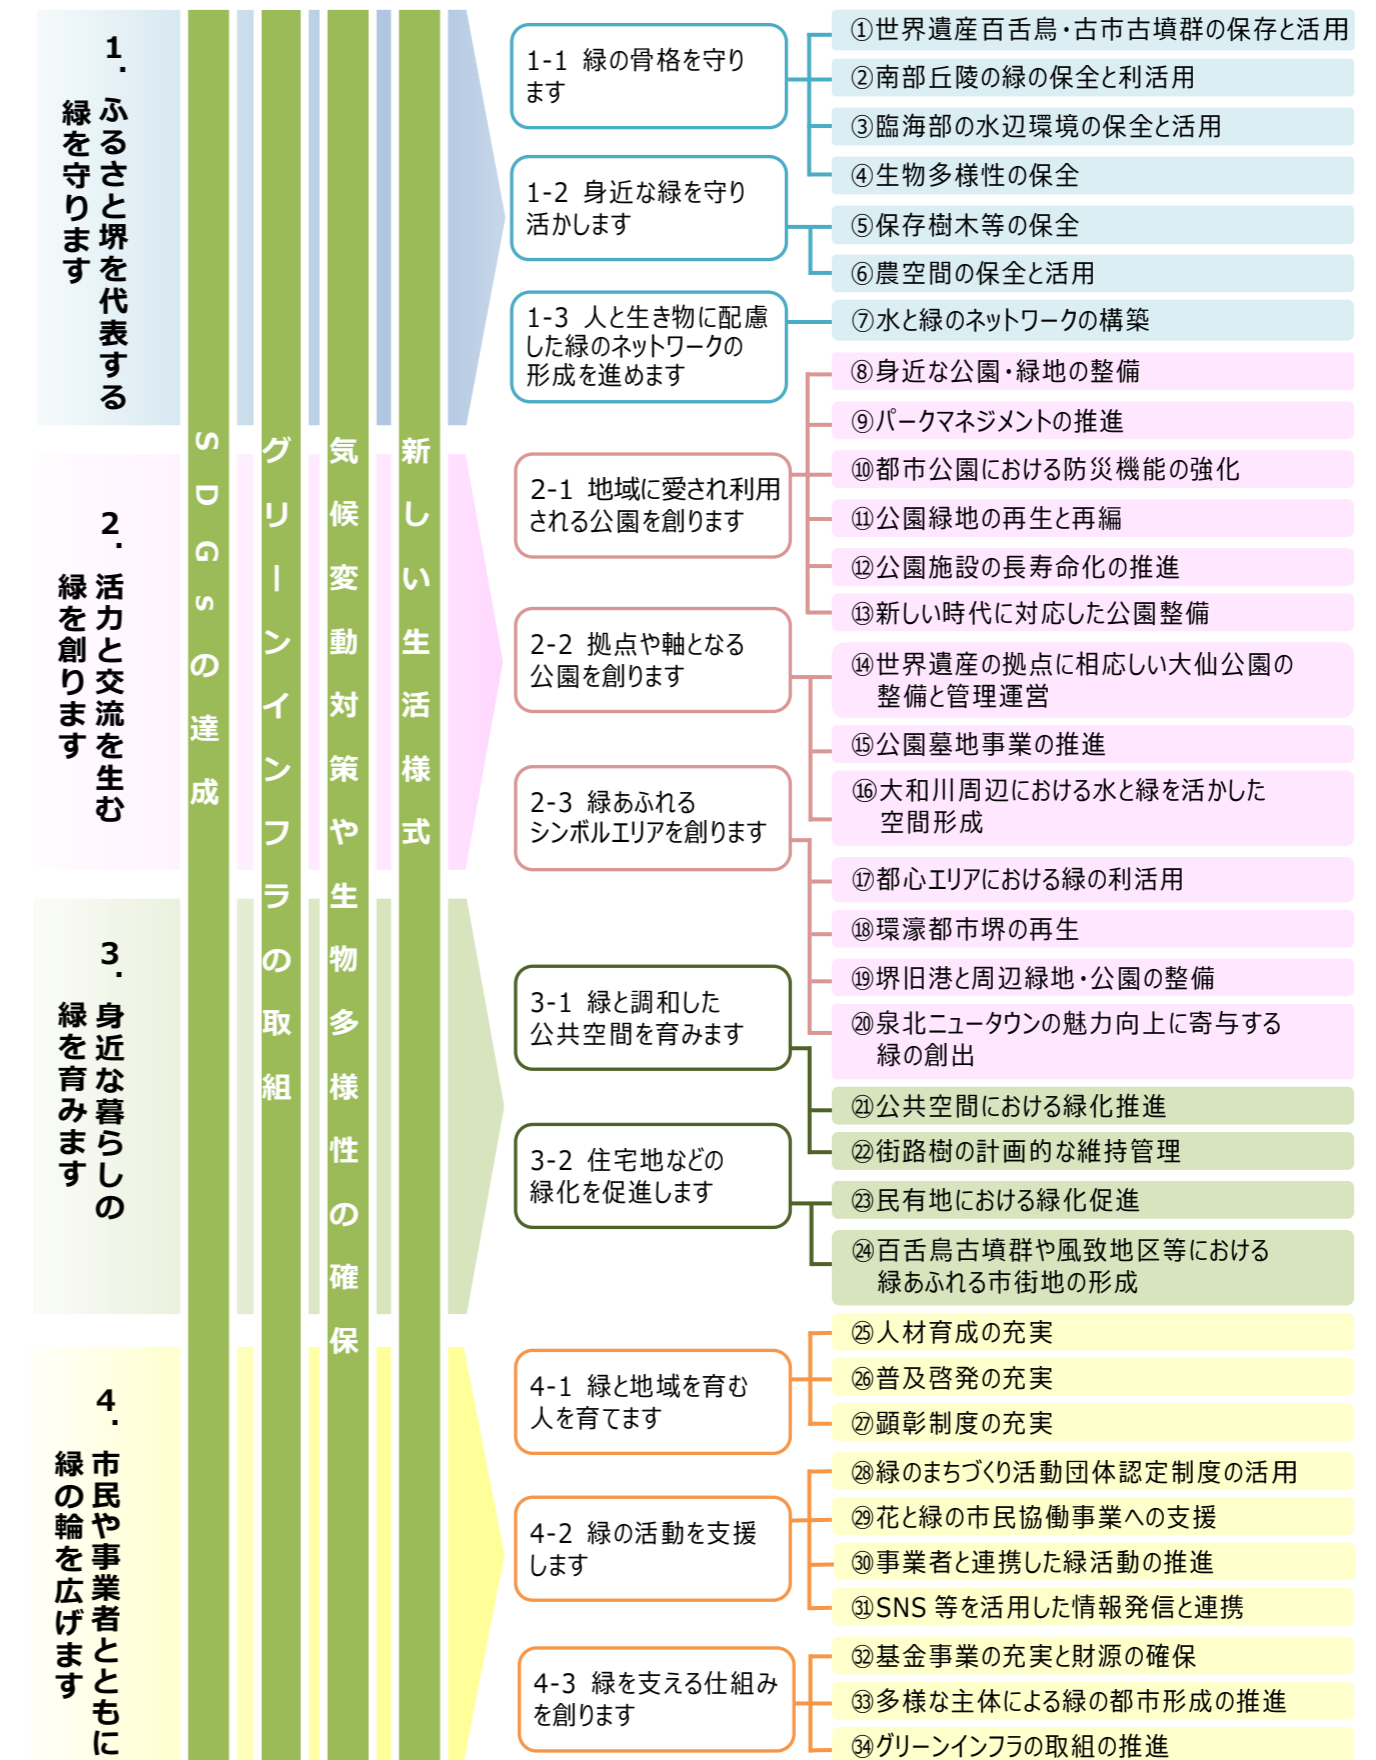 1．ふるさと堺を代表する
緑を守ります
2．活力と交流を生む
緑を創ります
3．身近な暮らしの
緑を育みます
4．市民や事業者とともに
緑の輪を広げます
SDGsの達成
グリーンインフラの取組
気候変動対策や生物多様性の確保
新しい生活様式
1-1 緑の骨格を守り
ます
1-2 身近な緑を守り
活かします
1-3 人と生き物に配慮
した緑のネットワークの
形成を進めます
2-1 地域に愛され利用
される公園を創ります
2-2 拠点や軸となる
公園を創ります
2-3 緑あふれる
シンボルエリアを創ります
3-1 緑と調和した
公共空間を育みます
3-2 住宅地などの
緑化を促進します
4-1 緑と地域を育む
人を育てます
4-2 緑の活動を支援
します
4-3 緑を支える仕組み
を創ります
①世界遺産百舌鳥・古市古墳群の保存と活用
②南部丘陵の緑の保全と利活用
③臨海部の水辺環境の保全と活用
④生物多様性の保全
⑤保存樹木等の保全
⑥農空間の保全と活用
⑦水と緑のネットワークの構築
⑧身近な公園・緑地の整備
⑨パークマネジメントの推進
⑩都市公園における防災機能の強化
⑪公園緑地の再生と再編
⑫公園施設の長寿命化の推進
⑬新しい時代に対応した公園整備
⑭世界遺産の拠点に相応しい大仙公園の
整備と管理運営
⑮公園墓地事業の推進
⑯大和川周辺における水と緑を活かした
空間形成
⑰都心エリアにおける緑の利活用
⑱環濠都市堺の再生
⑲堺旧港と周辺緑地・公園の整備
⑳泉北ニュータウンの魅力向上に寄与する
緑の創出
㉑公共空間における緑化推進
㉒街路樹の計画的な維持管理
㉓民有地における緑化促進
㉔百舌鳥古墳群や風致地区等における
緑あふれる市街地の形成
㉕人材育成の充実
㉖普及啓発の充実
㉗顕彰制度の充実
㉘緑のまちづくり活動団体認定制度の活用
㉙花と緑の市民協働事業への支援
㉚事業者と連携した緑活動の推進
㉛SNS 等を活用した情報発信と連携
㉜基金事業の充実と財源の確保
㉝多様な主体による緑の都市形成の推進
㉞グリーンインフラの取組の推進